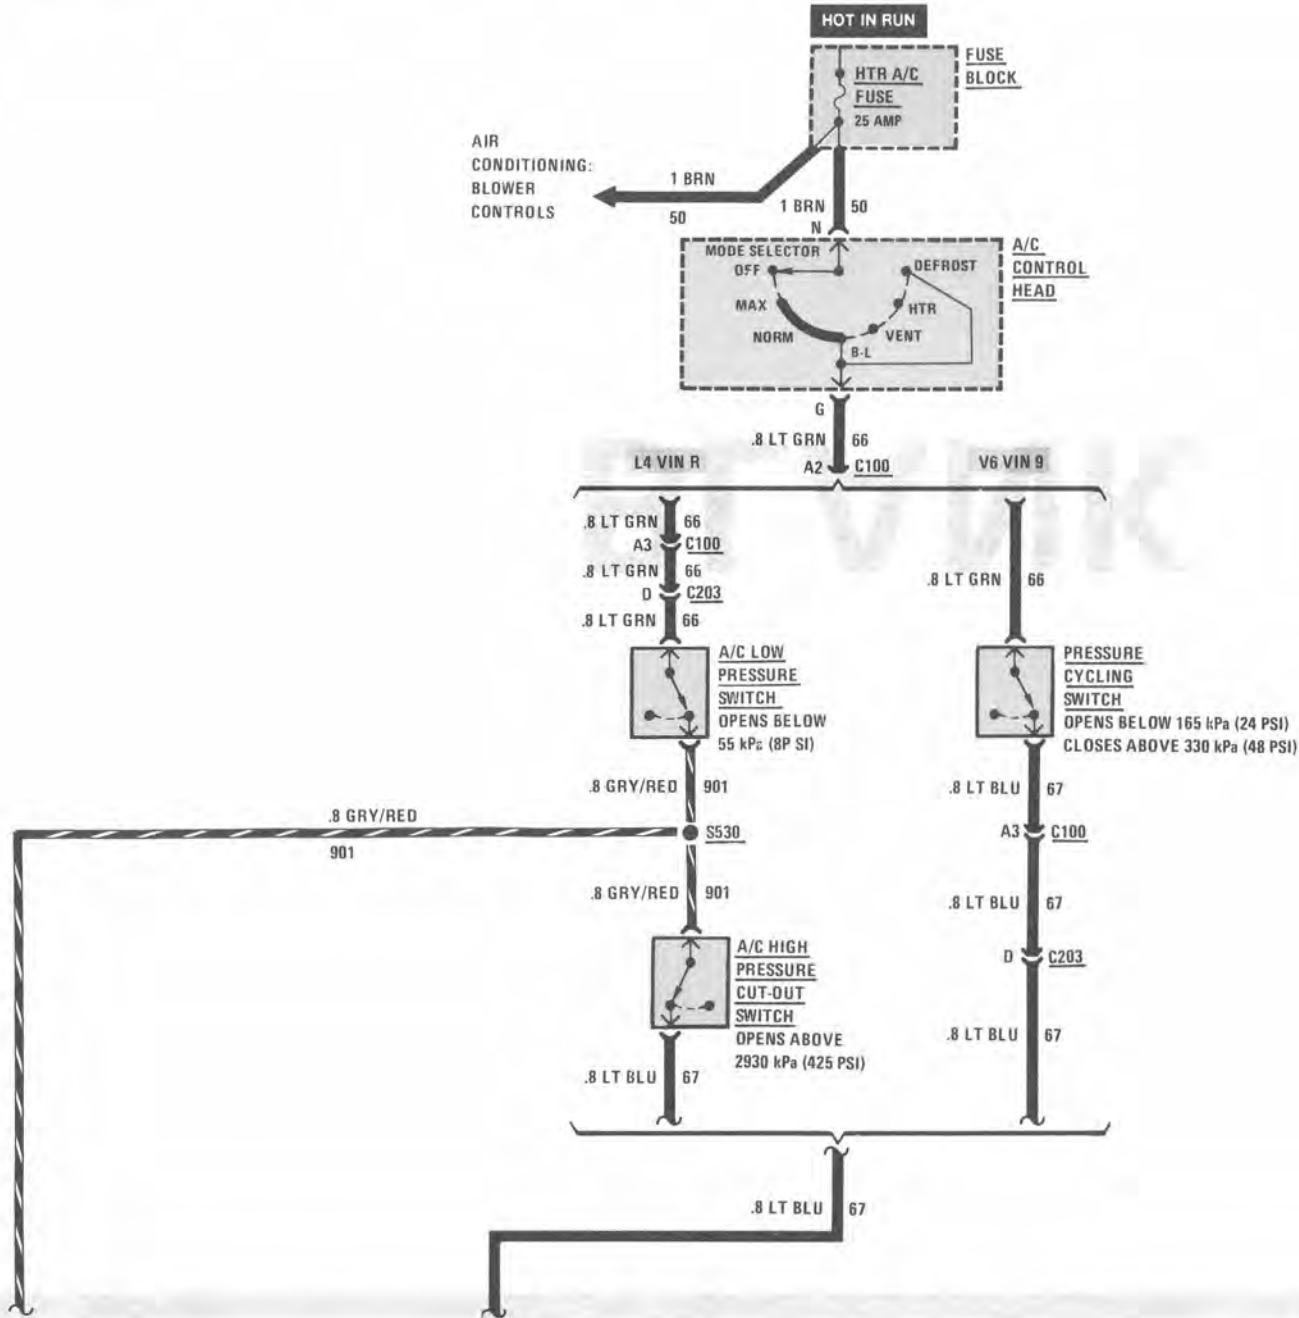 HOT IN RUN
FUSE
BLOCK
HTR A/C
FUSE
25 AMP
AIR
CONDITIONING:
BLOWER
CONTROLS
1 BRN
50
1 BRN
50
N
MODE SELECTOR
A/C
CONTROL
HEAD
OFF
DEFROST
MAX
HTR
NORM
VENT
B-L
G
.8 LT GRN
66
L4 VIN R
A2
C100
V6 VIN 9
.8 LT GRN
66
A3
C100
.8 LT GRN
66
D
C203
.8 LT GRN
66
.8 LT GRN
66
A/C LOW
PRESSURE
SWITCH
OPENS BELOW
55 kPa (8P SI)
PRESSURE
CYCLING
SWITCH
OPENS BELOW 165 kPa (24 PSI)
CLOSES ABOVE 330 kPa (48 PSI)
.8 GRY/RED
901
.8 LT BLU
67
.8 GRY/RED
901
S530
A3
C100
.8 GRY/RED
901
.8 LT BLU
67
A/C HIGH
PRESSURE
CUT-OUT
SWITCH
OPENS ABOVE
2930 kPa (425 PSI)
D
C203
.8 LT BLU
67
.8 LT BLU
67
.8 LT BLU
67